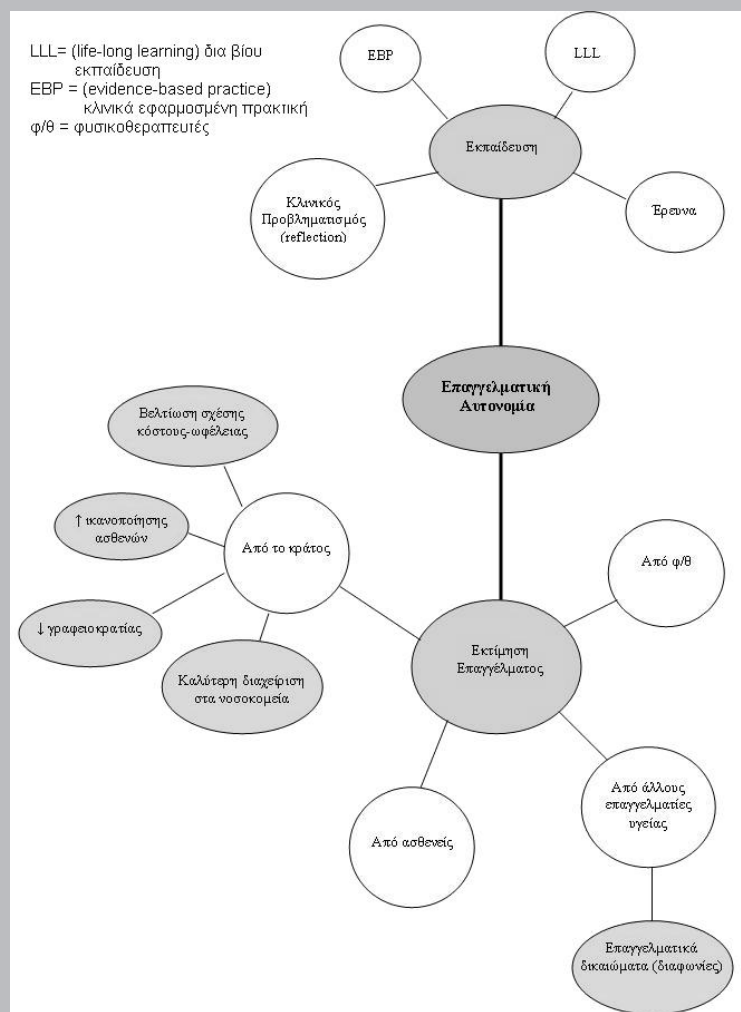 LLL= (life-long learning) δια βίου
εκπαίδευση
EBP = (evidence-based practice)
κλινικά εφαρμοσμένη πρακτική
φ/θ = φυσικοθεραπευτές
EBP
LLL
Εκπαίδευση
Κλινικός
Προβληματισμός
(reflection)
Έρευνα
Επαγγελματική
Αυτονομία
Βελτίωση σχέσης
κόστους-ωφέλειας
↑ ικανοποίησης
ασθενών
Από το κράτος
↓ γραφειοκρατίας
Καλύτερη διαχείριση
στα νοσοκομεία
Από φ/θ
Εκτίμηση
Επαγγέλματος
Από ασθενείς
Από άλλους
επαγγελματίες
υγείας
Επαγγελματικά
δικαιώματα (διαφωνίες)